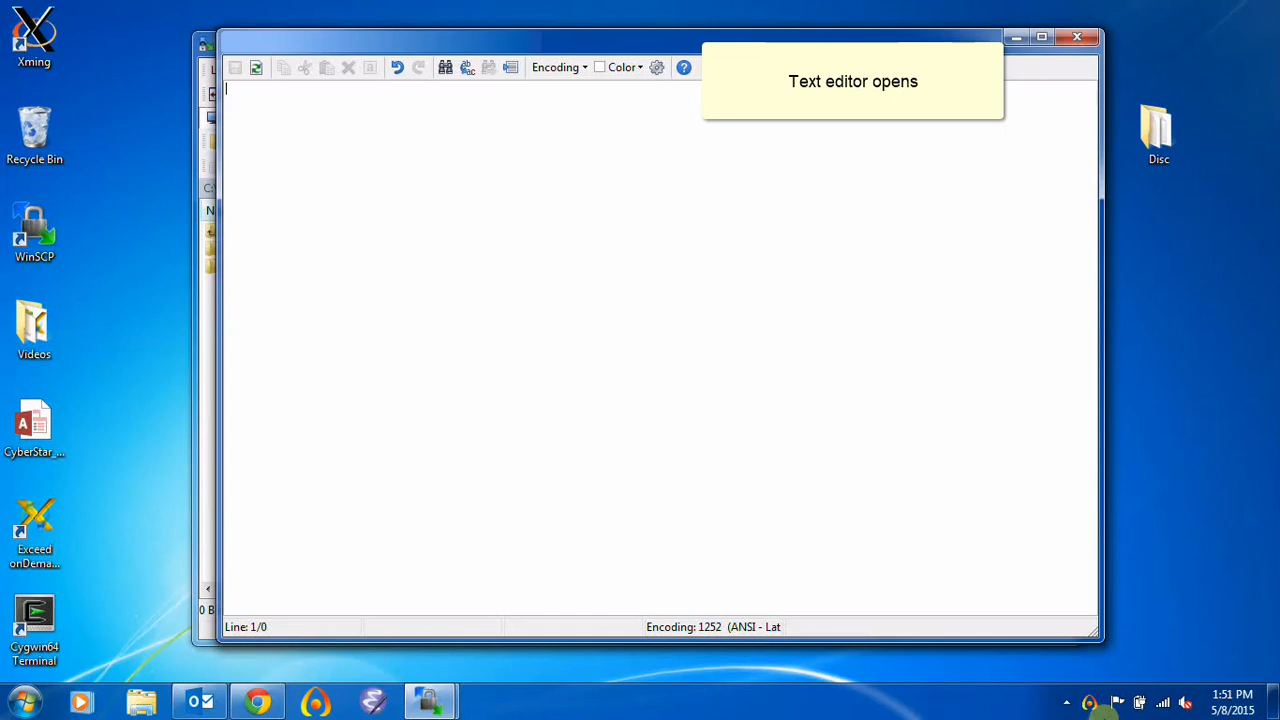 Xming
Recycle Bin
WinSCP
Videos
CyberStar_...
Exceed
onDema...
Cygwin64
Terminal
Encoding
Color
Text editor opens
Disc
L
C:\
N
0 B
Line: 1/0
Encoding: 1252 (ANSI - Lat
1:51 PM
5/8/2015